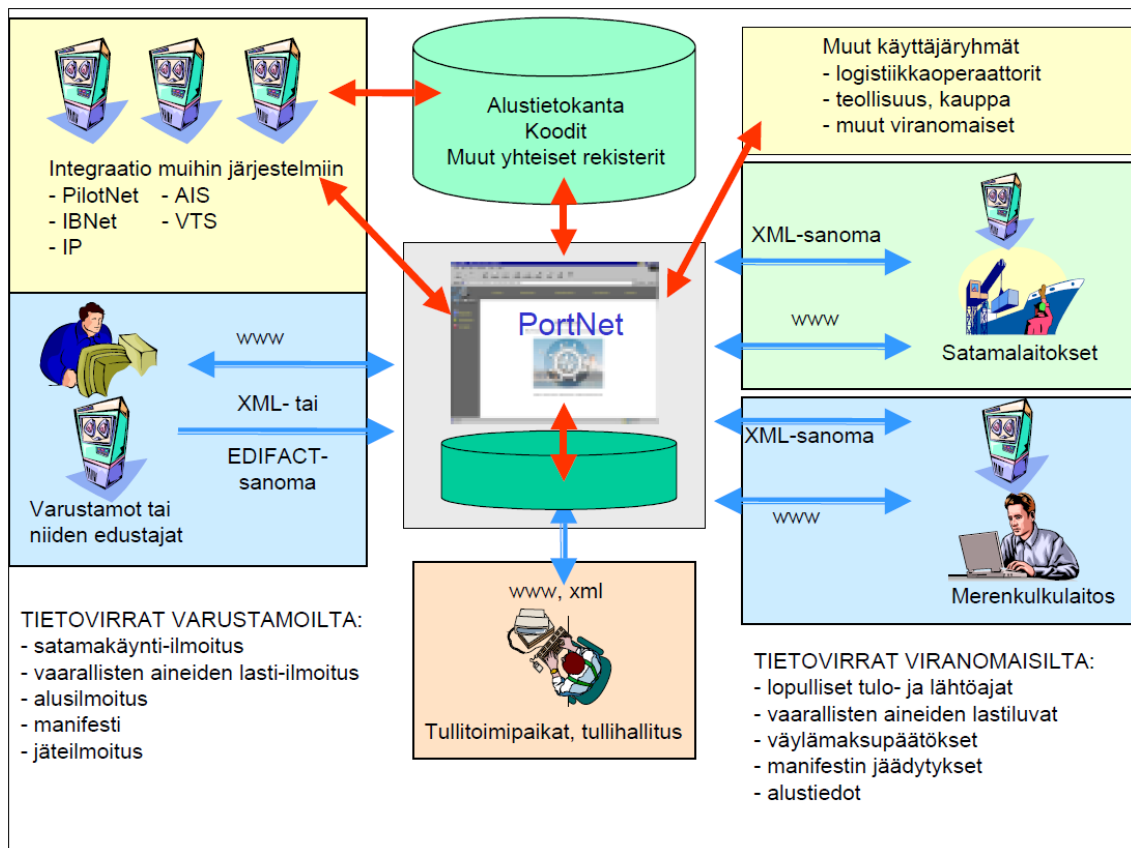 Integraatio muihin järjestelmiin
- PilotNet - AIS
- IBNet - VTS
- IP
Alustietokanta
Koodit
Muut yhteiset rekisterit
Muut käyttäjäryhmät
- logistiikkaoperaattorit
- teollisuus, kauppa
- muut viranomaiset
www
XML- tai
EDIFACT-
sanoma
Varustamot tai
niiden edustajat
PortNet
XML-sanoma
www
Satamalaitokset
XML-sanoma
www
Merenkulkulaitos
www, xml
Tullitoimipaikat, tullihallitus
TIETOVIRRAT VARUSTAMOILTA:
- satamakäynti-ilmoitus
- vaarallisten aineiden lasti-ilmoitus
- alusilmoitus
- manifesti
- jäteilmoitus
TIETOVIRRAT VIRANOMAISILTA:
- lopulliset tulo- ja lähtöajat
- vaarallisten aineiden lastiluvat
- väylämaksupäätökset
- manifestin jäädytykset
- alustiedot